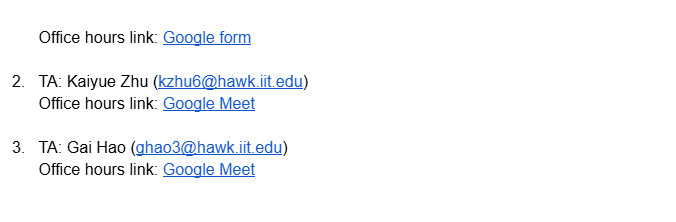 Office hours link: Google form
2. TA: Kaiyue Zhu (kzhu6@hawk.iit.edu)
Office hours link: Google Meet
3. TA: Gai Hao (ghao3@hawk.iit.edu)
Office hours link: Google Meet